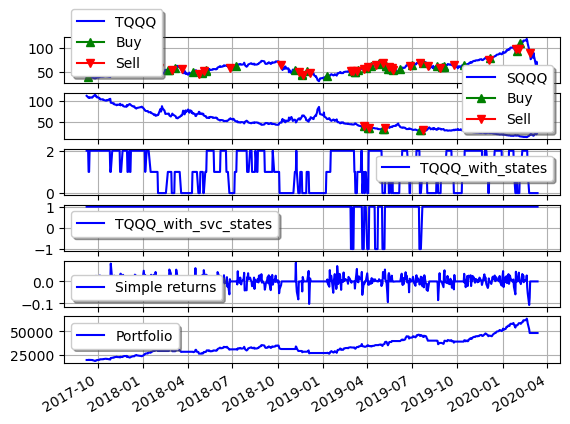 TQQQ
Buy
Sell
100
50
SQQQ
Buy
Sell
100
50
2
0
TQQQ_with_states
1
0
−1
TQQQ_with_svc_states
0.0
−0.1
Simple returns
50000
25000
Portfolio
2017-10
2018-01
2018-04
2018-07
2018-10
2019-01
2019-04
2019-07
2019-10
2020-01
2020-04